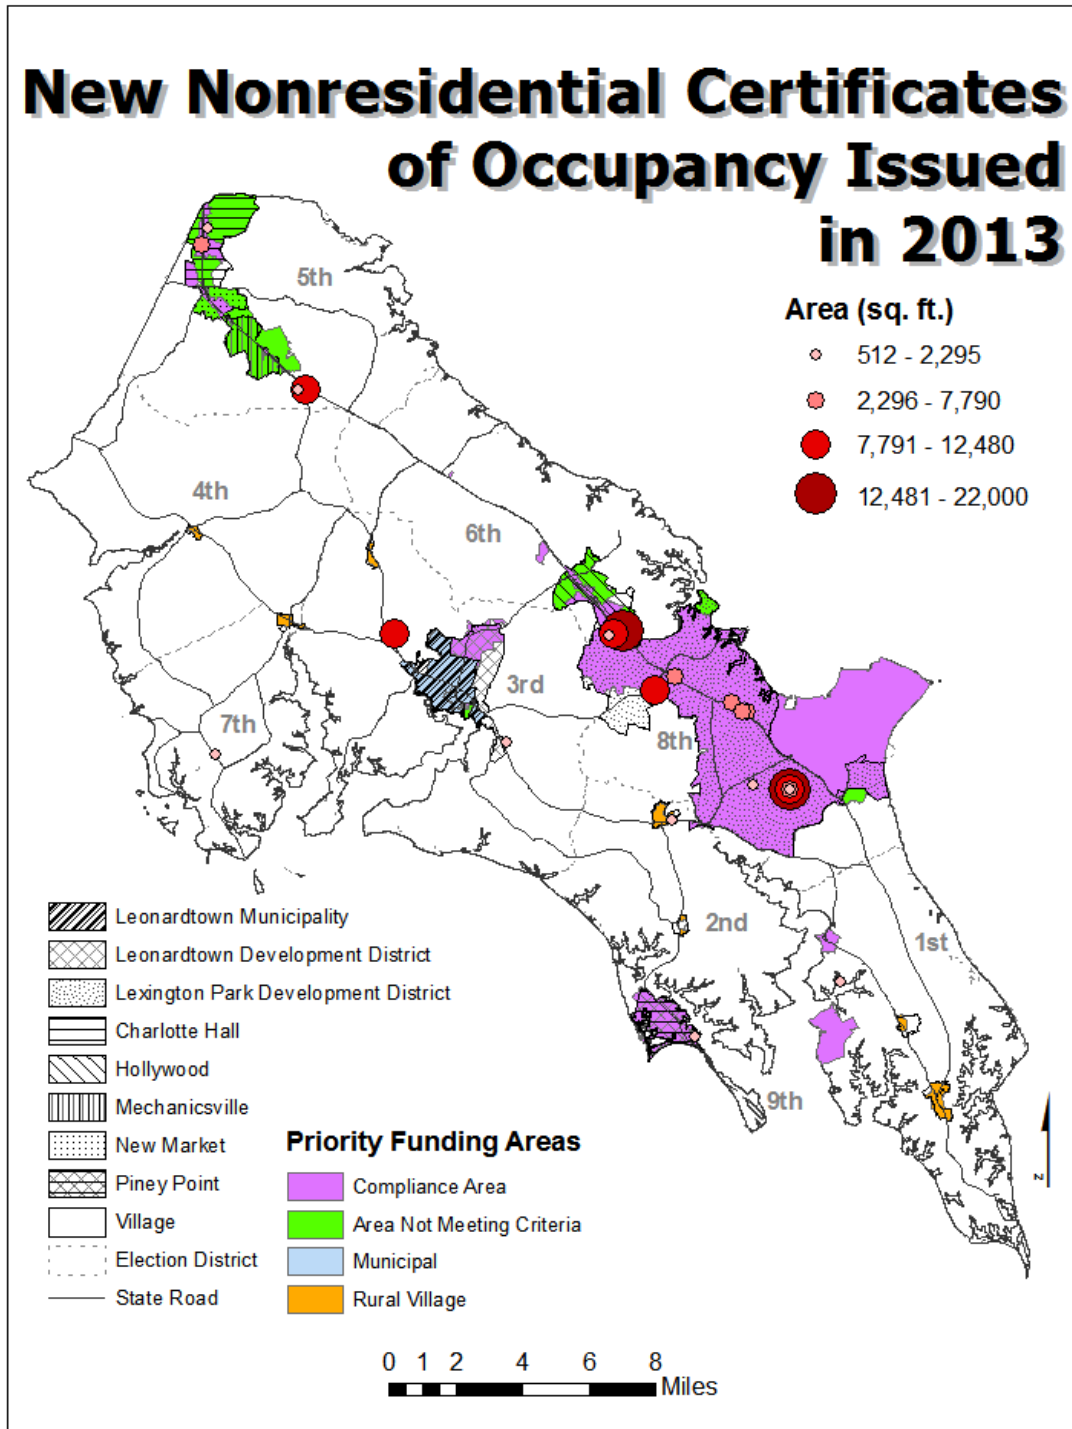 New Nonresidential Certificates
of Occupancy Issued
in 2013
Area (sq. ft.)
512 - 2,295
2,296 - 7,790
7,791 - 12,480
12,481 - 22,000
5th
4th
6th
3rd
7th
8th
2nd
1st
9th
Leonardtown Municipality
Leonardtown Development District
Lexington Park Development District
Charlotte Hall
Hollywood
Mechanicsville
New Market
Piney Point
Village
Election District
State Road
Priority Funding Areas
Compliance Area
Area Not Meeting Criteria
Municipal
Rural Village
N
0 1 2 4 6 8
Miles